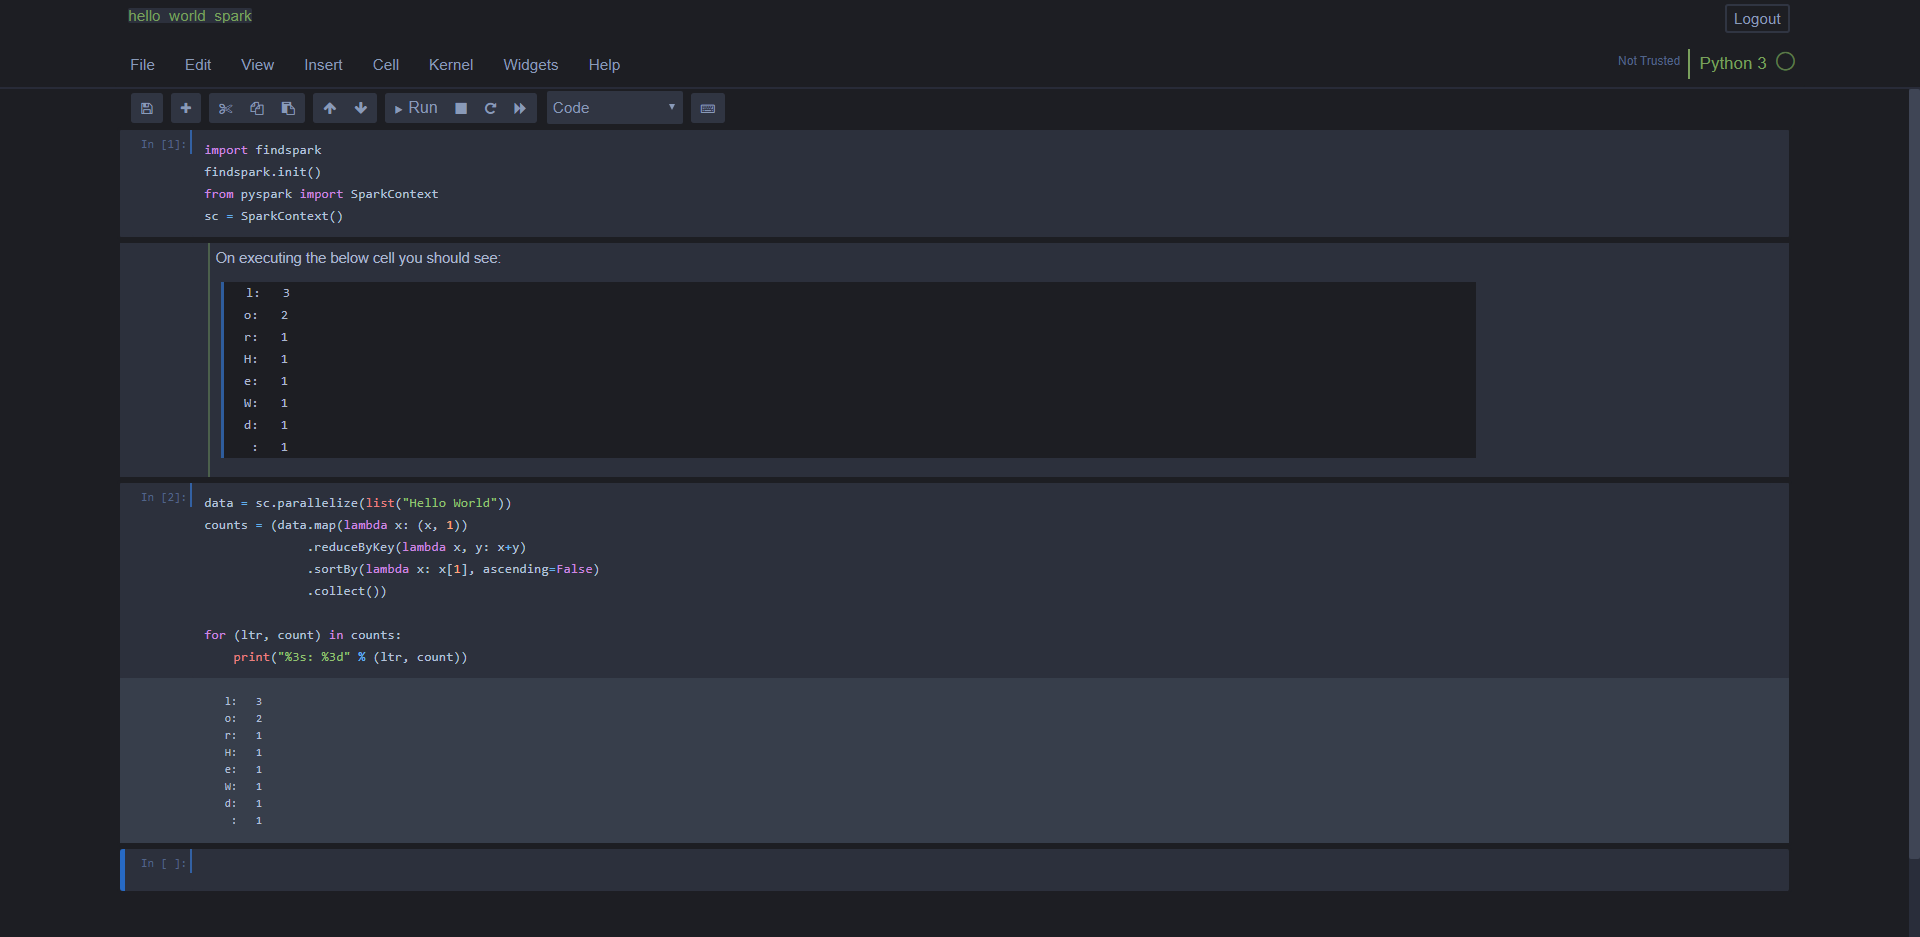 hello_world_spark
Logout
File Edit View Insert Cell Kernel Widgets Help
Not Trusted Python 3
Run Code
In [1]:
import findspark
findspark.init()
from pyspark import SparkContext
sc = SparkContext()
On executing the below cell you should see:
l:   3
o:   2
r:   1
H:   1
e:   1
W:   1
d:   1
 :   1
In [2]:
data = sc.parallelize(list("Hello World"))
counts = (data.map(lambda x: (x, 1))
              .reduceByKey(lambda x, y: x+y)
              .sortBy(lambda x: x[1], ascending=False)
              .collect())
for (ltr, count) in counts:
    print("%3s: %3d" % (ltr, count))
l:   3
o:   2
r:   1
H:   1
e:   1
W:   1
d:   1
 :   1
In [ ]: